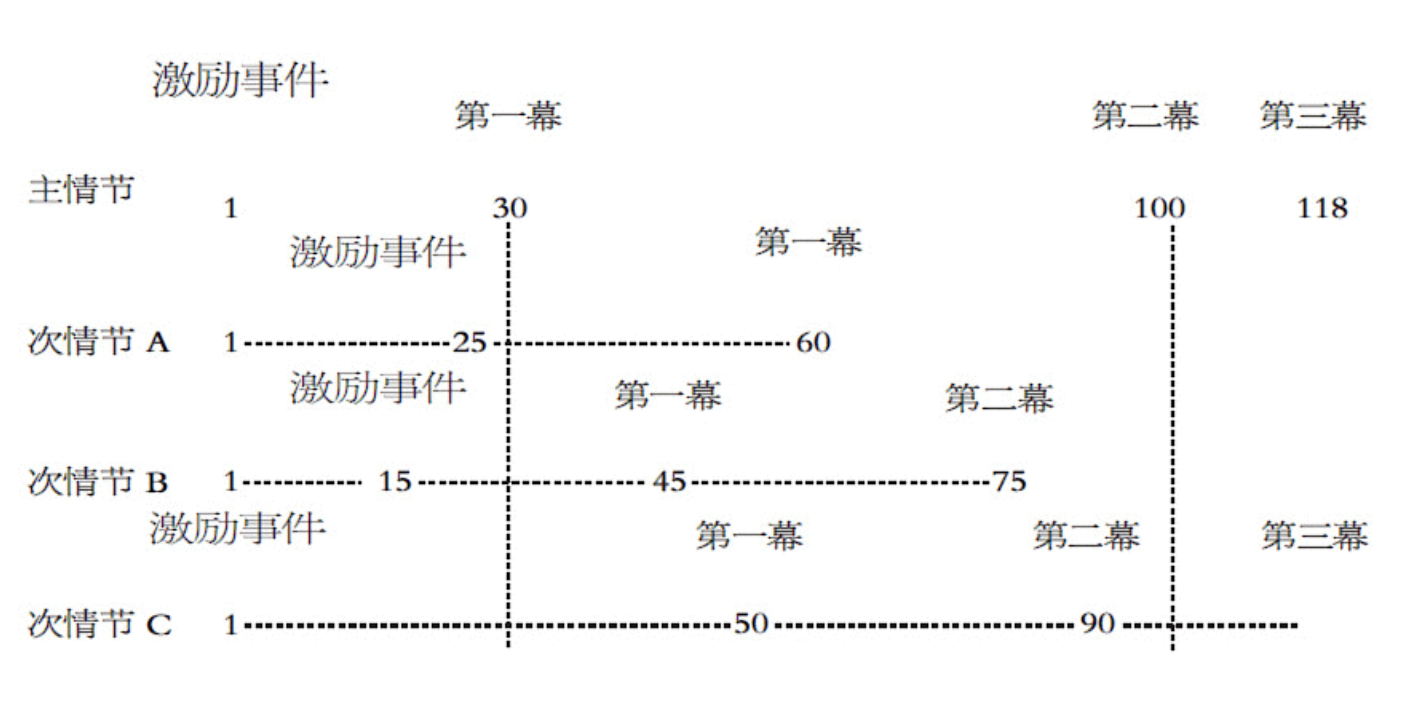 激励事件
第一幕 第二幕 第三幕
主情节 1 30 100 118
激励事件 第一幕
次情节 A 1 25 60
激励事件 第一幕 第二幕
次情节 B 1 15 45 75
激励事件 第一幕 第二幕 第三幕
次情节 C 1 50 90